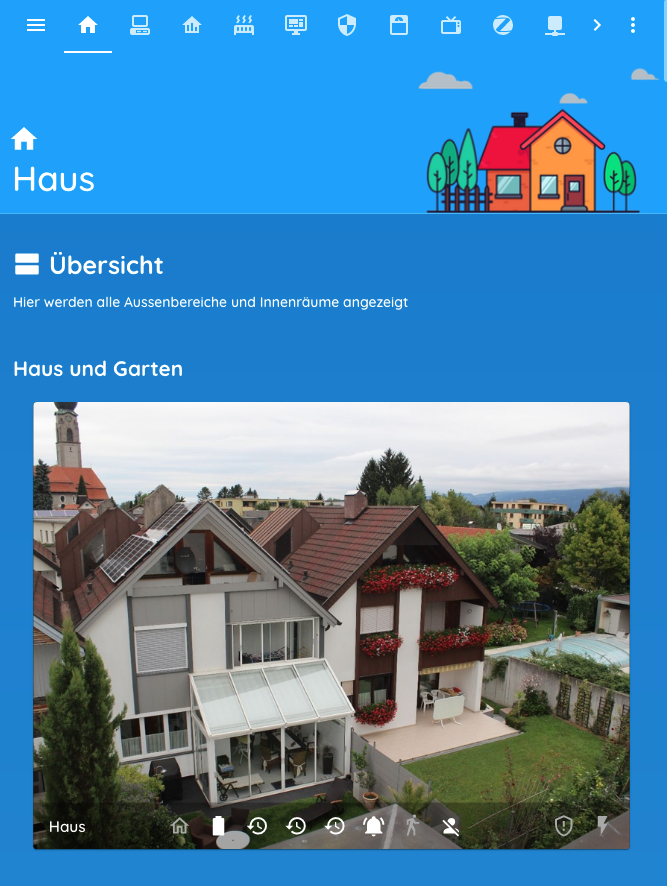 Haus
Übersicht
Hier werden alle Aussenbereiche und Innenräume angezeigt
Haus und Garten
Haus